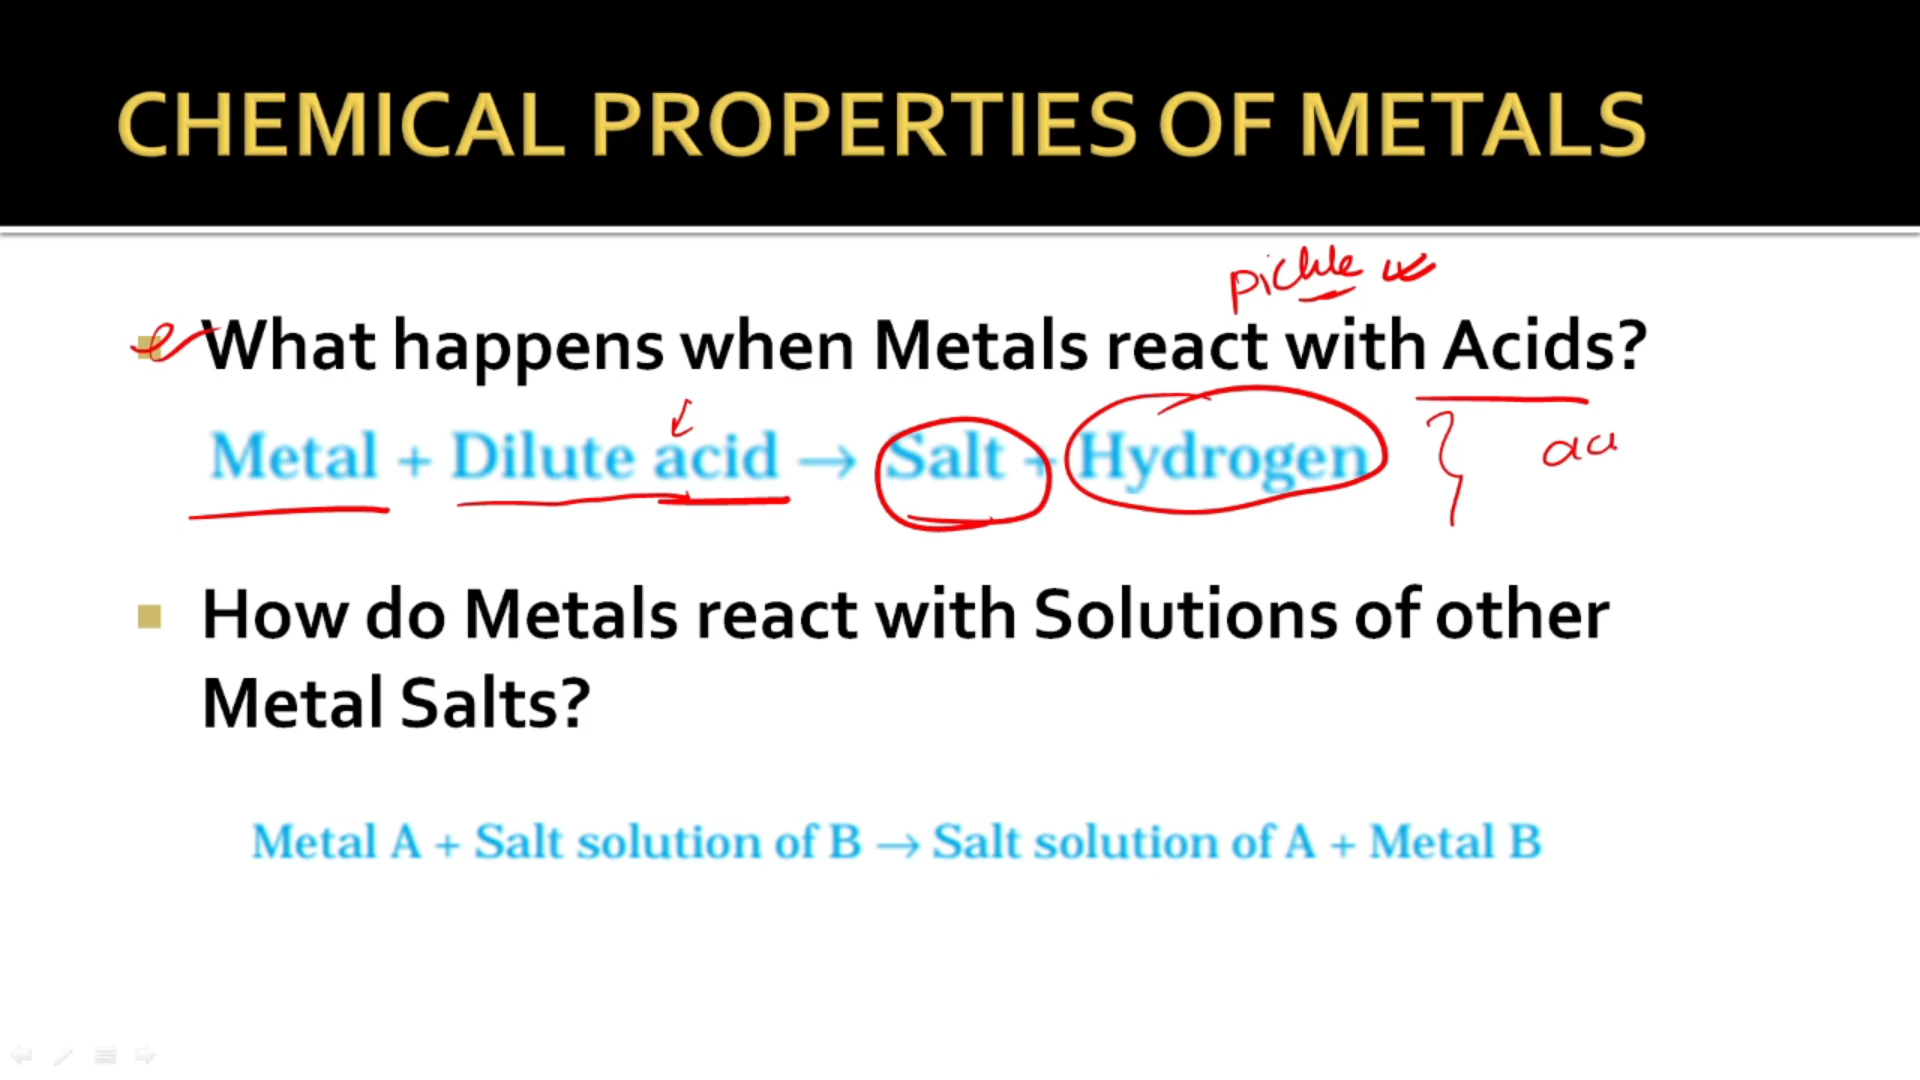 CHEMICAL PROPERTIES OF METALS
pickle
What happens when Metals react with Acids?
Metal + Dilute acid → Salt + Hydrogen
How do Metals react with Solutions of other
Metal Salts?
Metal A + Salt solution of B → Salt solution of A + Metal B